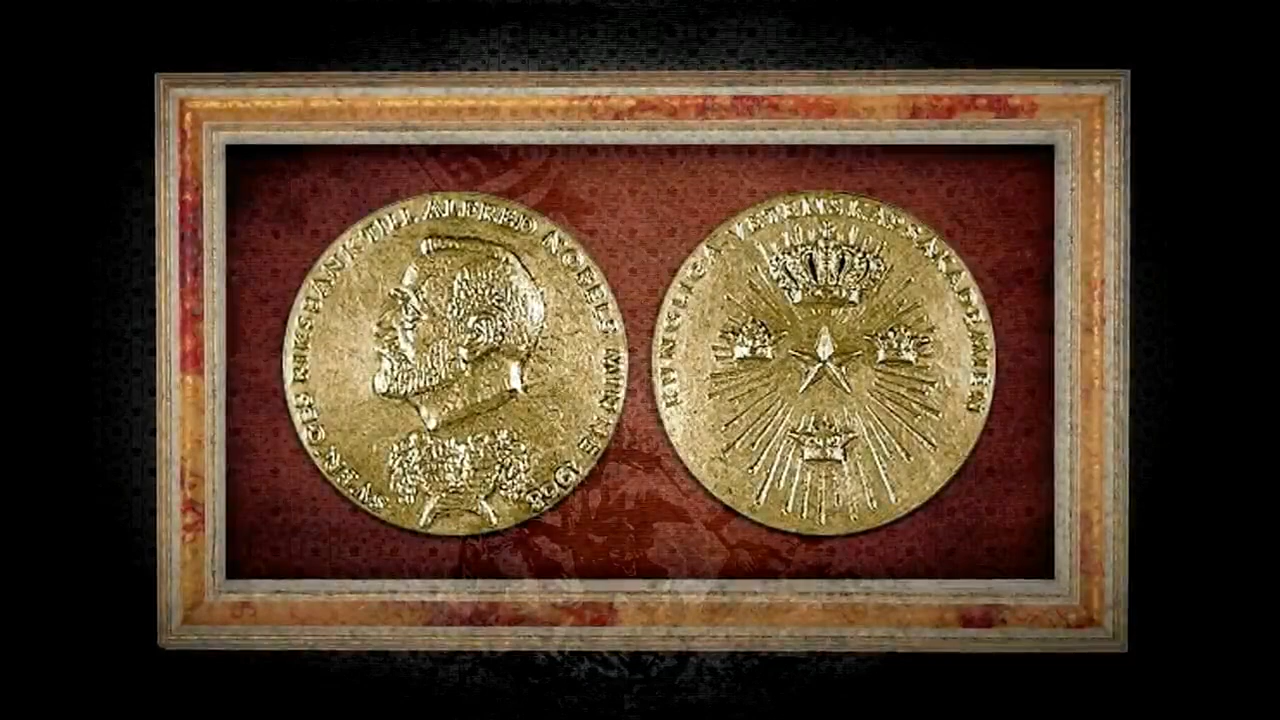 SVERIGES RIKSBANK TILL ALFRED NOBELS MINNE 1968
KUNGLIGA VETENSKAPSAKADEMIEN